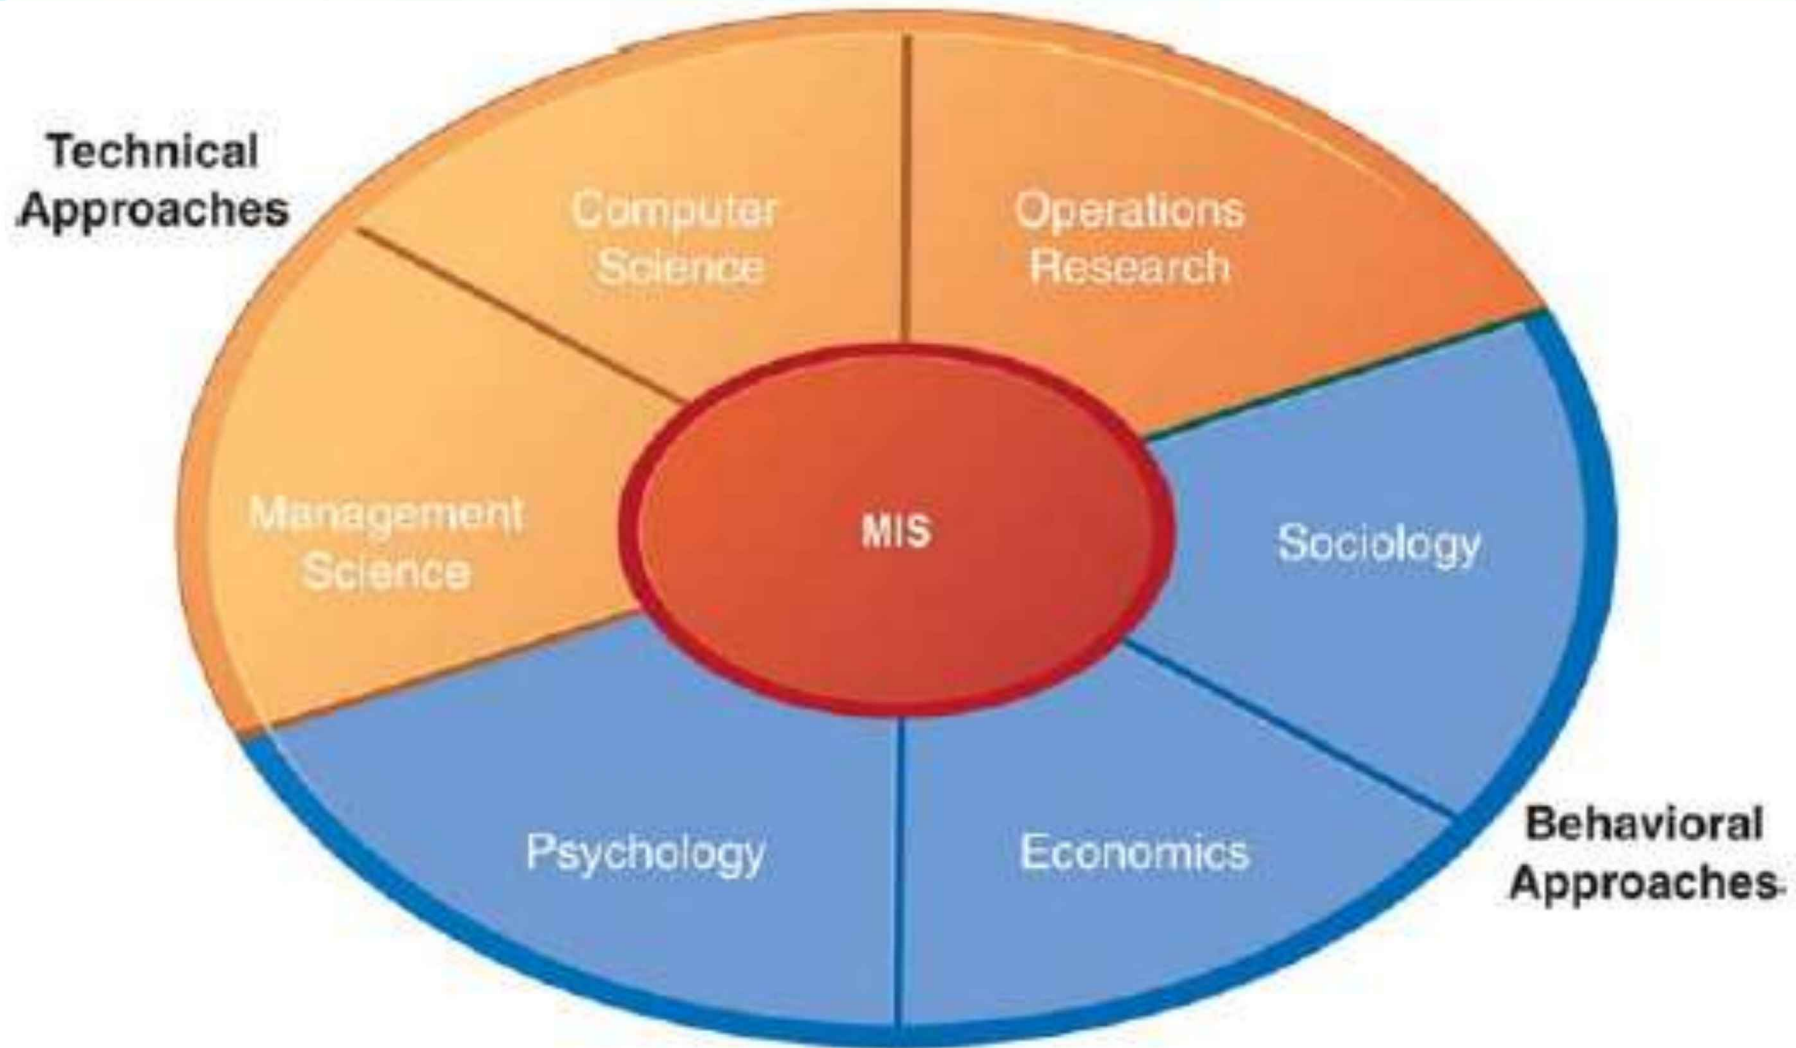 Technical
Approaches
Computer
Science
Operations
Research
Management
Science
MIS
Sociology
Psychology
Economics
Behavioral
Approaches